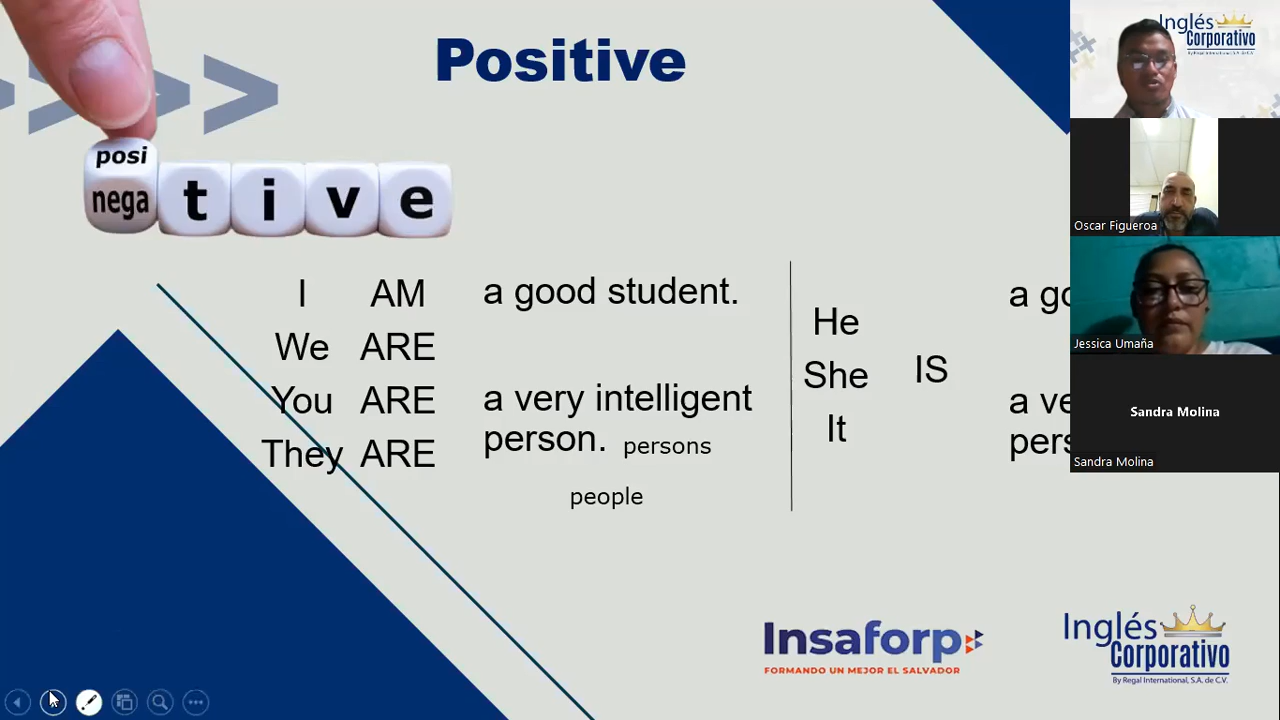 Positive
posi
nega t i v e
I AM a good student.
We ARE
You ARE a very intelligent
person. persons
They ARE
people
He
She IS
It
a go
a ve
pers
Inglés
Corporativo
By Regal International, S.A. de C.V.
Oscar Figueroa
Jessica Umaña
Sandra Molina
Sandra Molina
Insaforp
FORMANDO UN MEJOR EL SALVADOR
Inglés
Corporativo
By Regal International, S.A. de C.V.